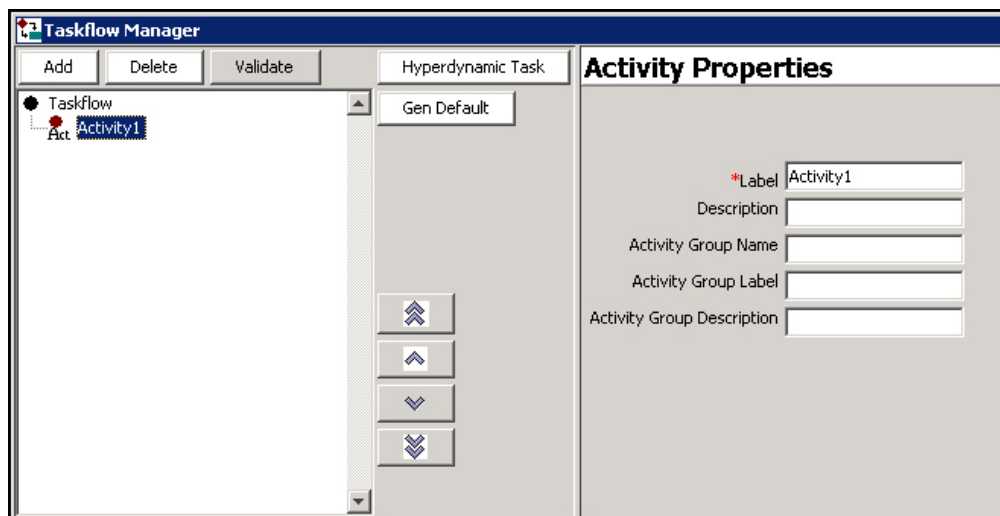 Taskflow Manager
Add Delete Validate Hyperdynamic Task
Gen Default
Taskflow
Act Activity1
Activity Properties
*Label Activity1
Description
Activity Group Name
Activity Group Label
Activity Group Description